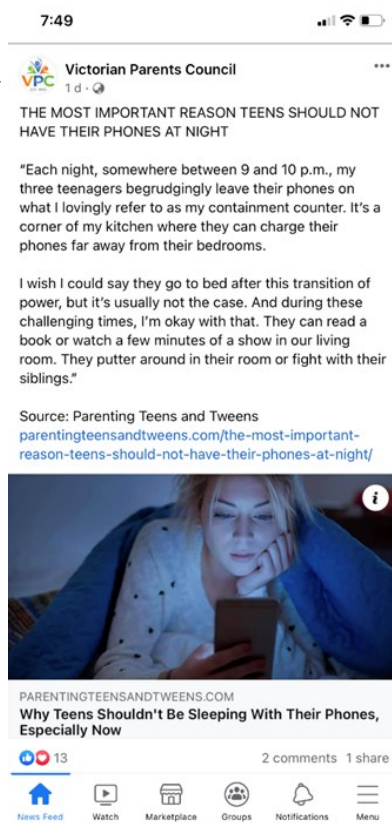 7:49
VPC
Victorian Parents Council
1 d ·
THE MOST IMPORTANT REASON TEENS SHOULD NOT
HAVE THEIR PHONES AT NIGHT
“Each night, somewhere between 9 and 10 p.m., my
three teenagers begrudgingly leave their phones on
what I lovingly refer to as my containment counter. It’s a
corner of my kitchen where they can charge their
phones far away from their bedrooms.
I wish I could say they go to bed after this transition of
power, but it’s usually not the case. And during these
challenging times, I’m okay with that. They can read a
book or watch a few minutes of a show in our living
room. They putter around in their room or fight with their
siblings.”
Source: Parenting Teens and Tweens
parentingteensandtweens.com/the-most-important-
reason-teens-should-not-have-their-phones-at-night/
i
PARENTINGTEENSANDTWEENS.COM
Why Teens Shouldn't Be Sleeping With Their Phones,
Especially Now
13
2 comments 1 share
News Feed Watch Marketplace Groups Notifications Menu